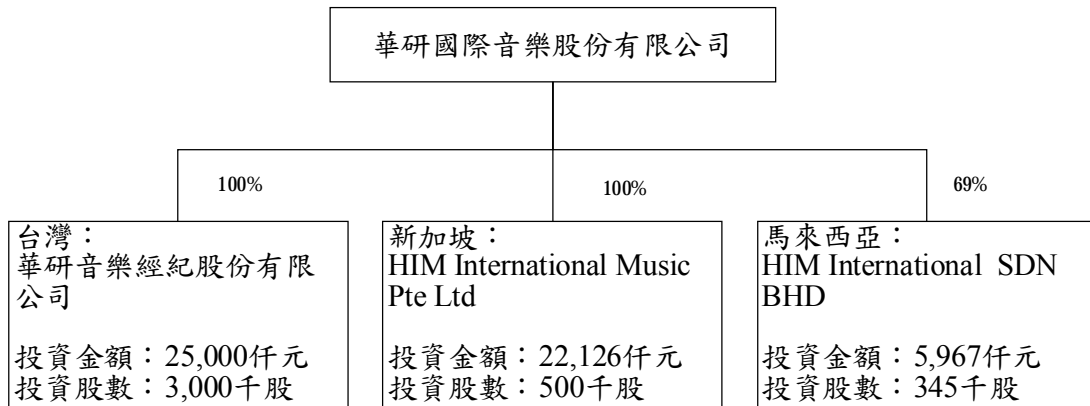 華研國際音樂股份有限公司
100%
100%
69%
台灣：
華研音樂經紀股份有限
公司
投資金額：25,000仟元
投資股數：3,000千股
新加坡：
HIM International Music
Pte Ltd
投資金額：22,126仟元
投資股數：500千股
馬來西亞：
HIM International SDN
BHD
投資金額：5,967仟元
投資股數：345千股